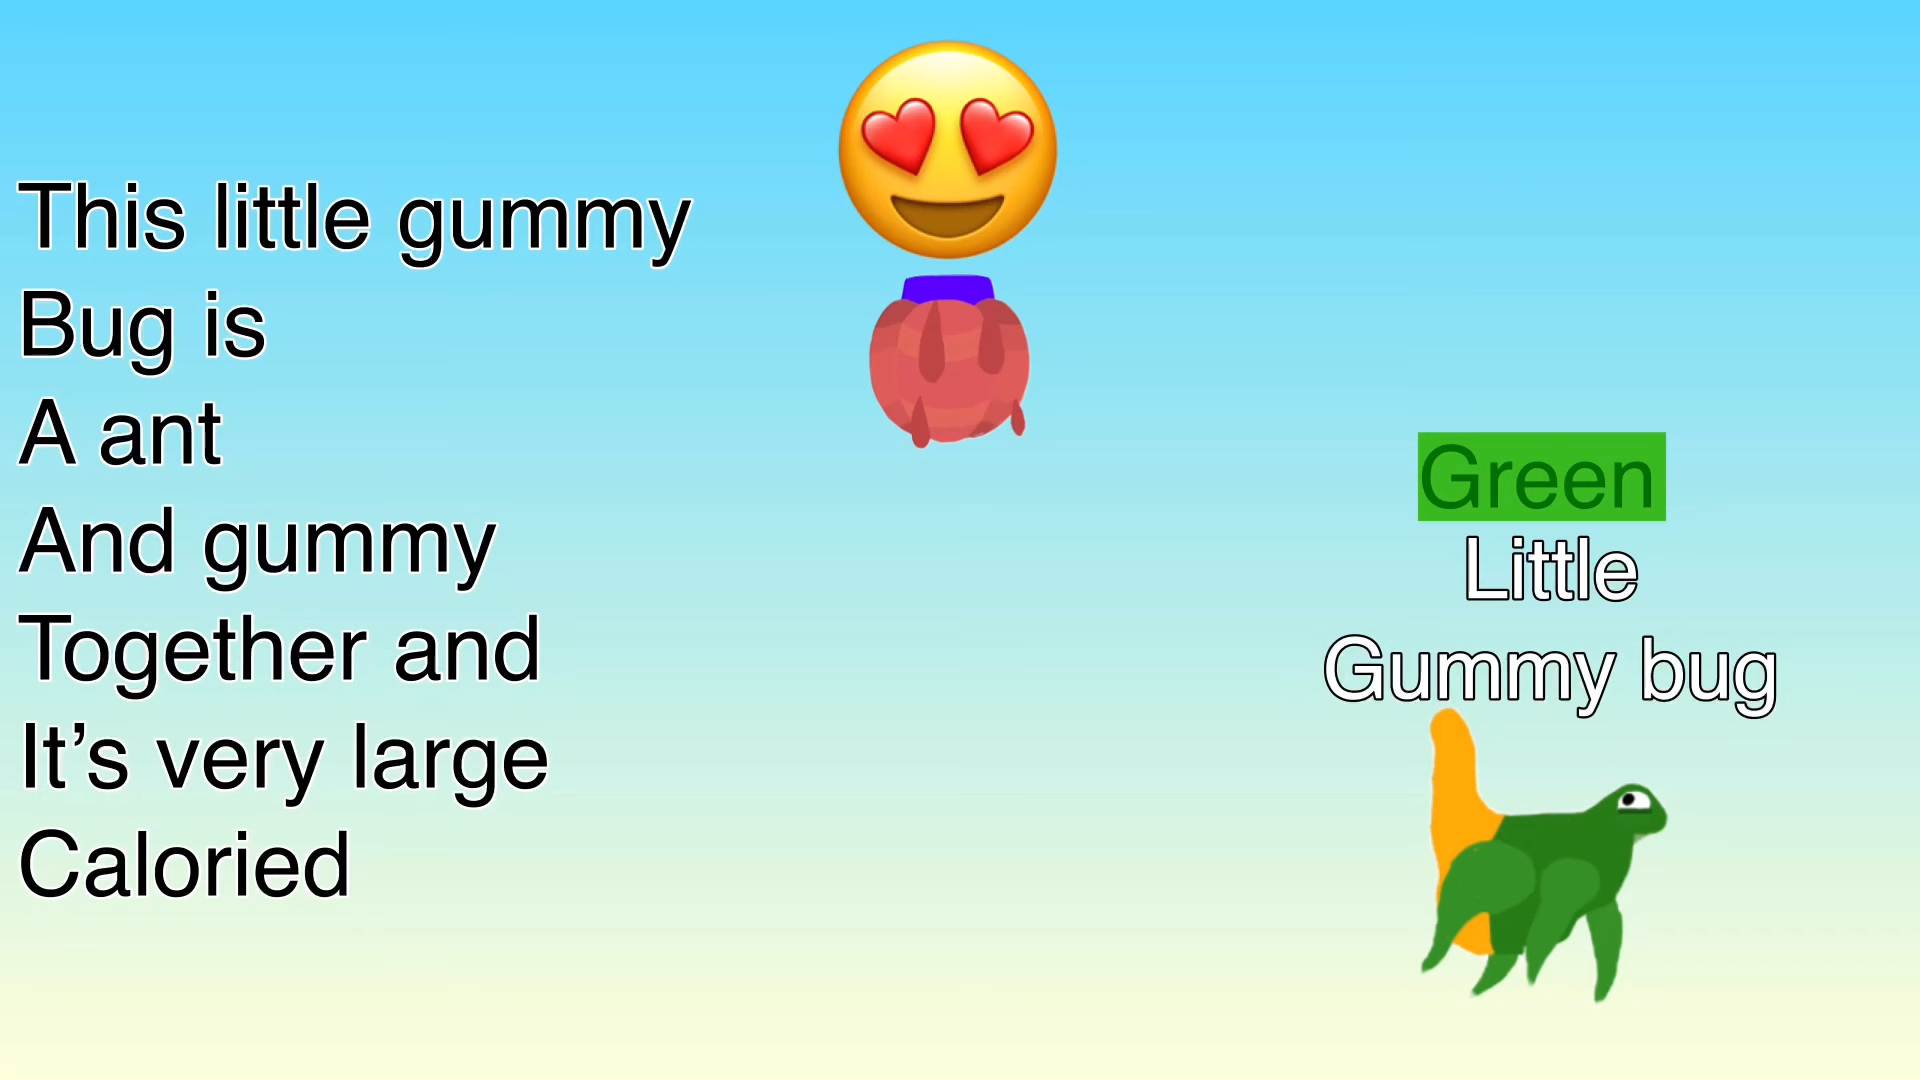 This little gummy
Bug is
A ant
And gummy
Together and
It’s very large
Caloried
Green
Little
Gummy bug